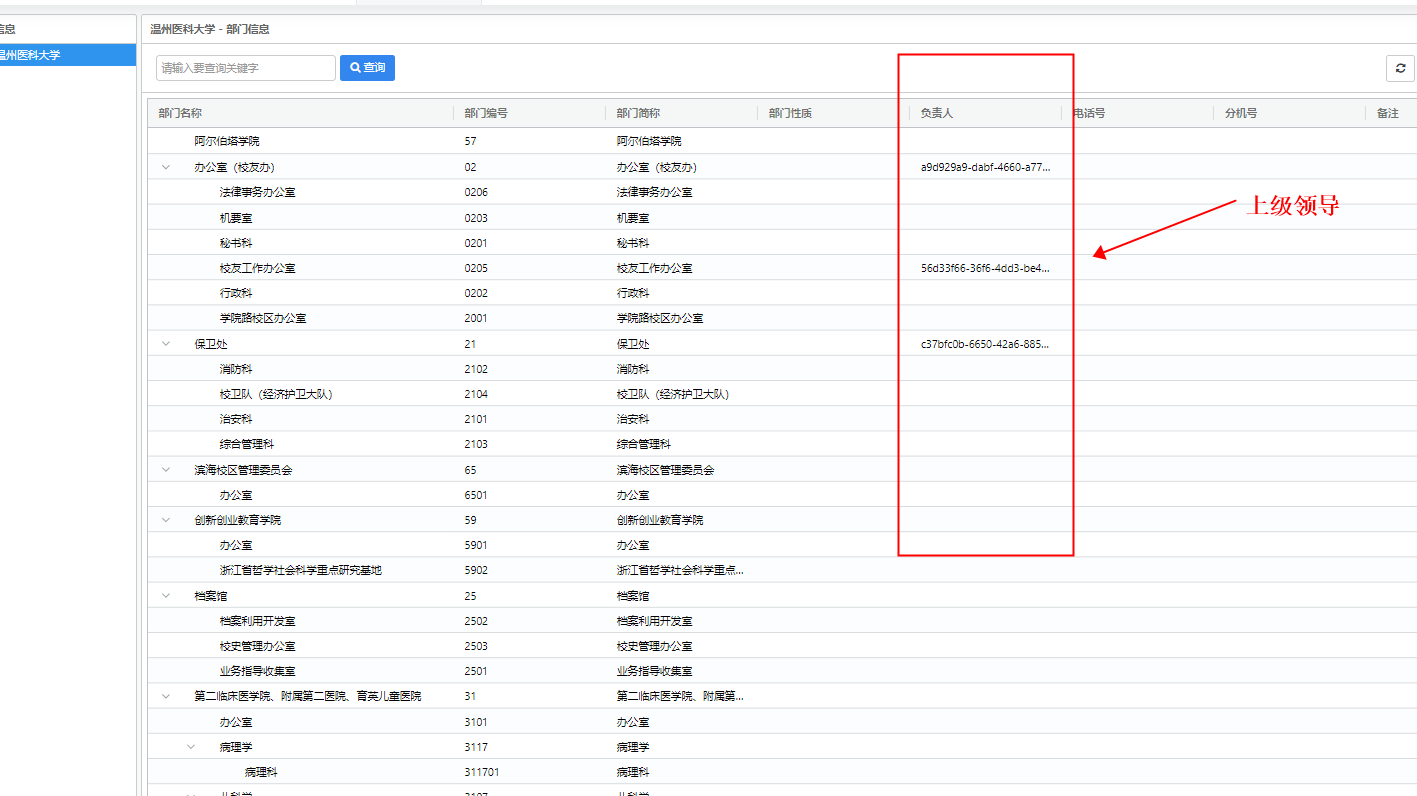 信息
温州医科大学
温州医科大学 - 部门信息
请输入要查询关键字 查询
部门名称 部门编号 部门简称 部门性质 负责人 电话号 分机号 备注
阿尔伯塔学院 57 阿尔伯塔学院
办公室（校友办） 02 办公室（校友办） a9d929a9-dabf-4660-a77...
法律事务办公室 0206 法律事务办公室
上级领导
机要室 0203 机要室
秘书科 0201 秘书科
校友工作办公室 0205 校友工作办公室 56d33f66-36f6-4dd3-be4...
行政科 0202 行政科
学院路校区办公室 2001 学院路校区办公室
保卫处 21 保卫处 c37bfc0b-6650-42a6-885...
消防科 2102 消防科
校卫队（经济护卫大队） 2104 校卫队（经济护卫大队）
治安科 2101 治安科
综合管理科 2103 综合管理科
滨海校区管理委员会 65 滨海校区管理委员会
办公室 6501 办公室
创新创业教育学院 59 创新创业教育学院
办公室 5901 办公室
浙江省哲学社会科学重点研究基地 5902 浙江省哲学社会科学重点...
档案馆 25 档案馆
档案利用开发室 2502 档案利用开发室
校史管理办公室 2503 校史管理办公室
业务指导收集室 2501 业务指导收集室
第二临床医学院、附属第二医院、育英儿童医院 31 第二临床医学院、附属第...
办公室 3101 办公室
病理学 3117 病理学
病理科 311701 病理科